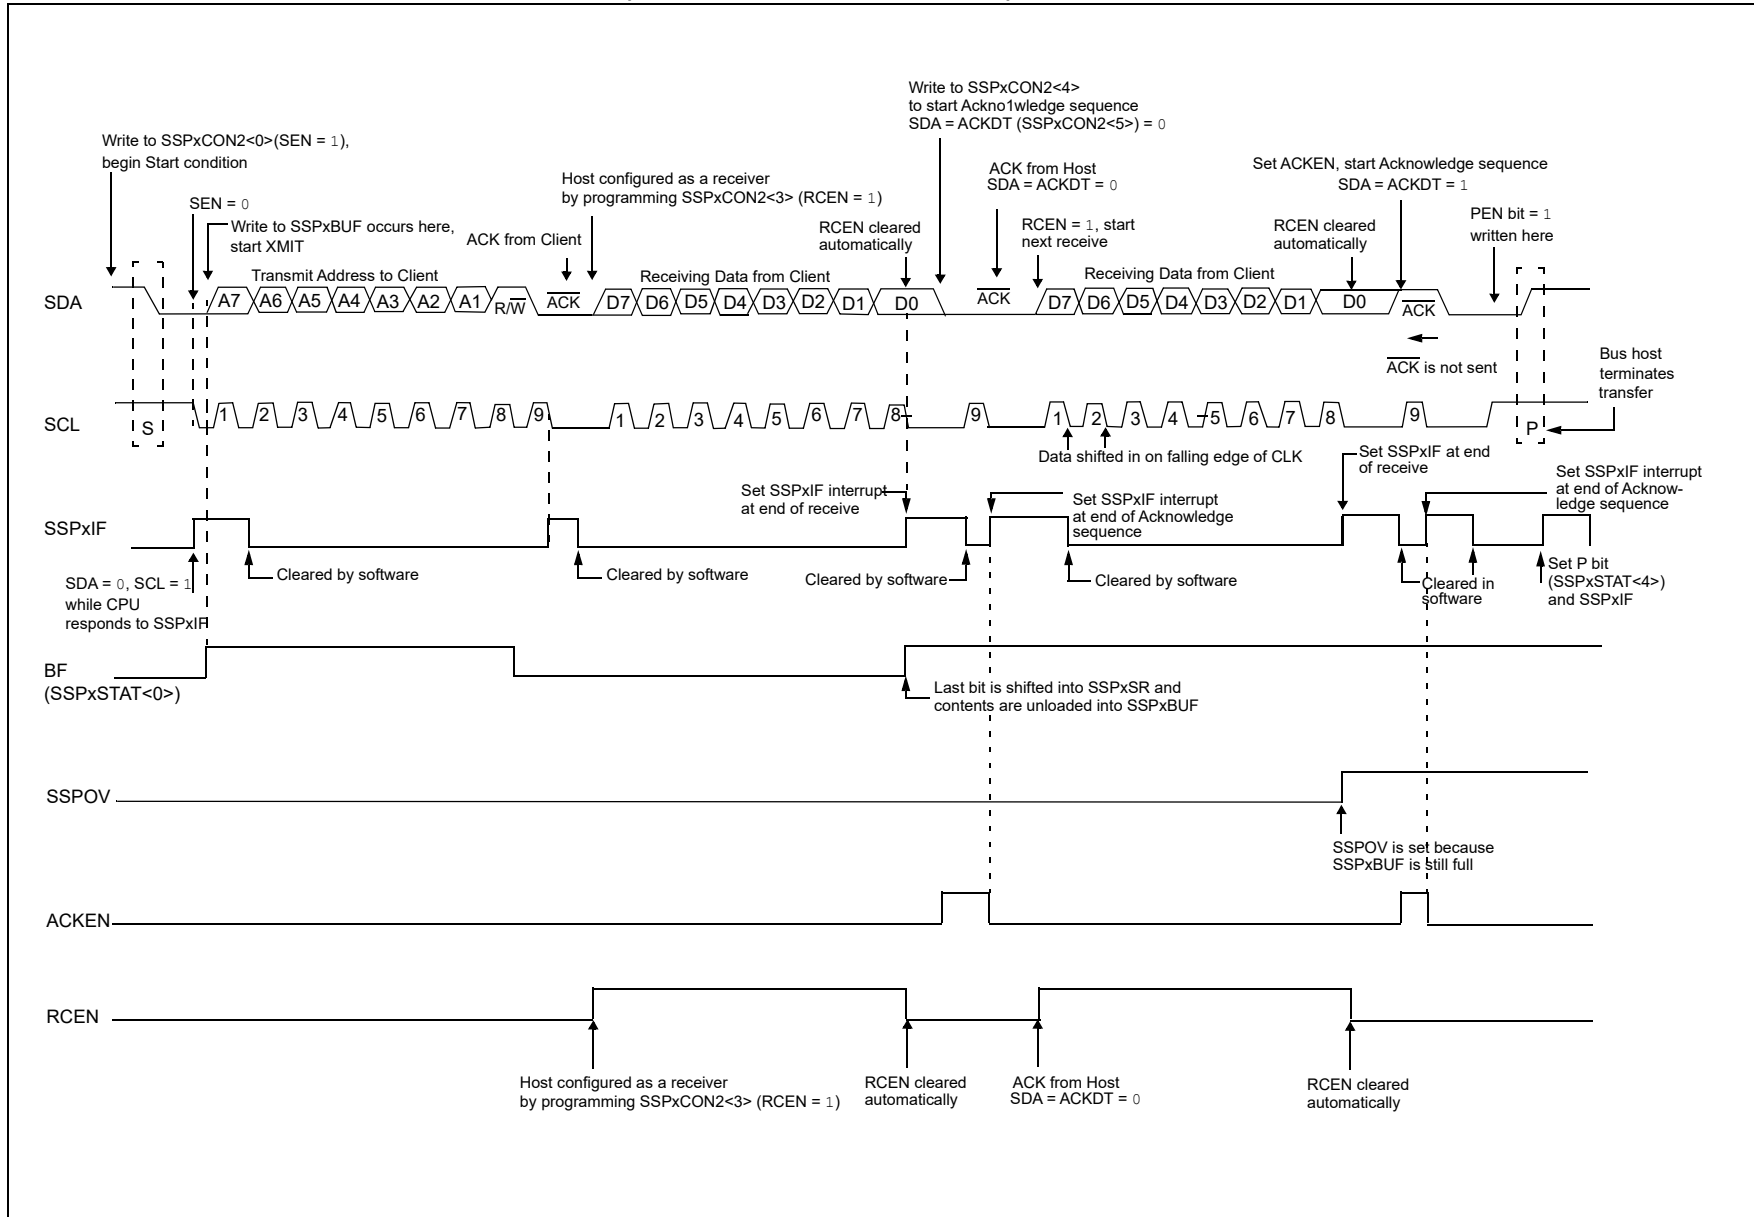 Write to SSPxCON2<4>
to start Ackno1wledge sequence
SDA = ACKDT (SSPxCON2<5>) = 0
Write to SSPxCON2<0>(SEN = 1),
begin Start condition
ACK from Host
SDA = ACKDT = 0
Set ACKEN, start Acknowledge sequence
SDA = ACKDT = 1
Host configured as a receiver
by programming SSPxCON2<3> (RCEN = 1)
SEN = 0
Write to SSPxBUF occurs here,
start XMIT
ACK from Client
RCEN cleared
automatically
RCEN = 1, start
next receive
RCEN cleared
automatically
PEN bit = 1
written here
Transmit Address to Client
Receiving Data from Client
Receiving Data from Client
SDA
A7 A6 A5 A4 A3 A2 A1 R/W ACK D7 D6 D5 D4 D3 D2 D1 D0 ACK D7 D6 D5 D4 D3 D2 D1 D0 ACK
ACK is not sent
Bus host
terminates
transfer
SCL
S 1 2 3 4 5 6 7 8 9 1 2 3 4 5 6 7 8 9 1 2 3 4 5 6 7 8 9 P
Data shifted in on falling edge of CLK
Set SSPxIF at end
of receive
Set SSPxIF interrupt
at end of receive
Set SSPxIF interrupt
at end of Acknowledge
sequence
Set SSPxIF interrupt
at end of Acknow-
ledge sequence
SSPxIF
SDA = 0, SCL = 1
while CPU
responds to SSPxIF
Cleared by software
Cleared by software
Cleared by software
Cleared by software
Cleared in
software
Set P bit
(SSPxSTAT<4>)
and SSPxIF
BF
(SSPxSTAT<0>)
Last bit is shifted into SSPxSR and
contents are unloaded into SSPxBUF
SSPOV
SSPOV is set because
SSPxBUF is still full
ACKEN
RCEN
Host configured as a receiver
by programming SSPxCON2<3> (RCEN = 1)
RCEN cleared
automatically
ACK from Host
SDA = ACKDT = 0
RCEN cleared
automatically